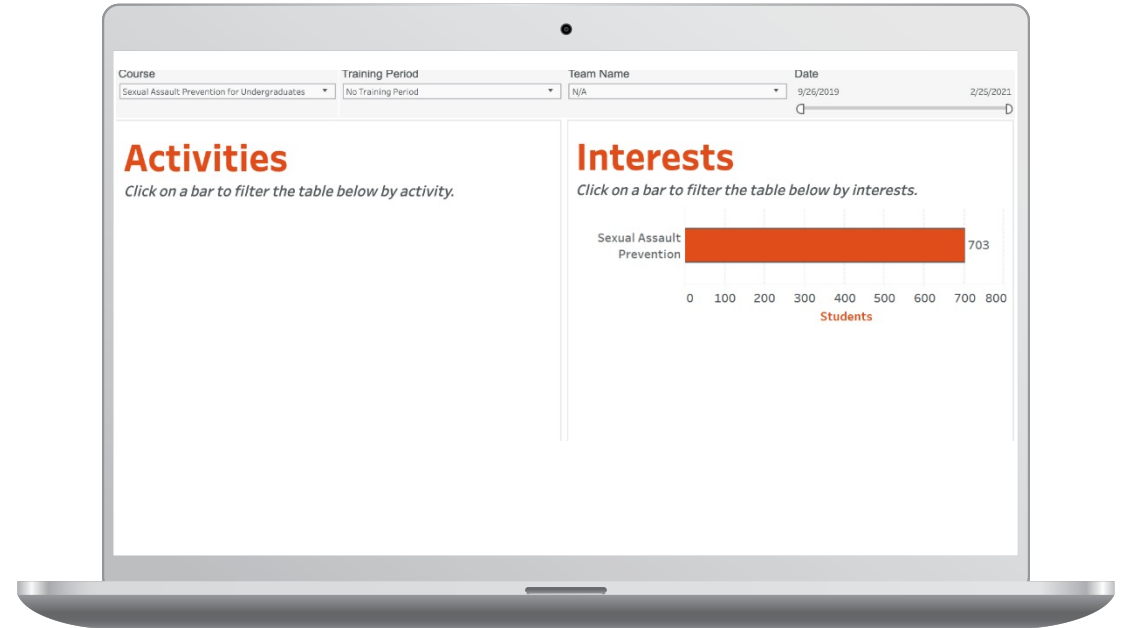 Course Training Period Team Name Date
Sexual Assault Prevention for Undergraduates No Training Period N/A 9/26/2019 2/25/2021
Activities
Click on a bar to filter the table below by activity.
Interests
Click on a bar to filter the table below by interests.
Sexual Assault
Prevention
703
0 100 200 300 400 500 600 700 800
Students